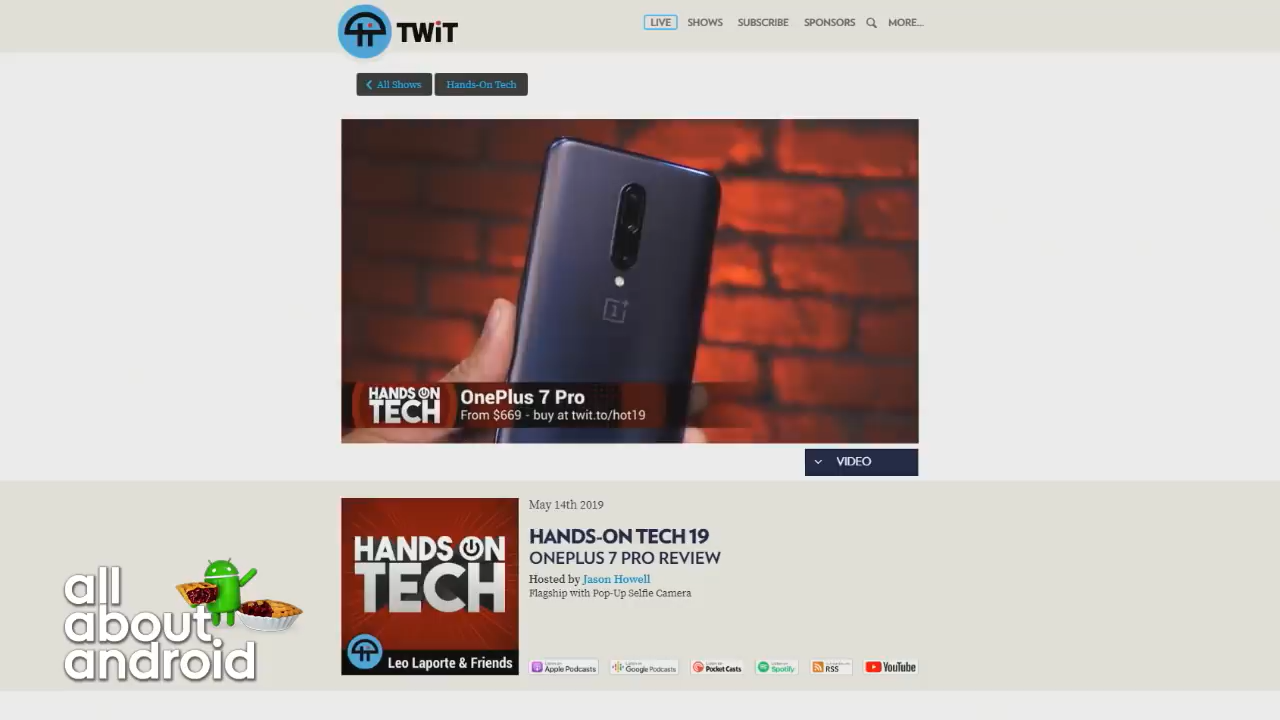 TWiT
LIVE SHOWS SUBSCRIBE SPONSORS MORE...
All Shows
Hands-On Tech
HANDS ON
TECH
OnePlus 7 Pro
From $669 - buy at twit.to/hot19
VIDEO
May 14th 2019
HANDS-ON TECH 19
ONEPLUS 7 PRO REVIEW
Hosted by Jason Howell
Flagship with Pop-Up Selfie Camera
HANDS ON
TECH
Leo Laporte & Friends
Apple Podcasts
Google Podcasts
Pocket Casts
Spotify
RSS
YouTube
all
about
android